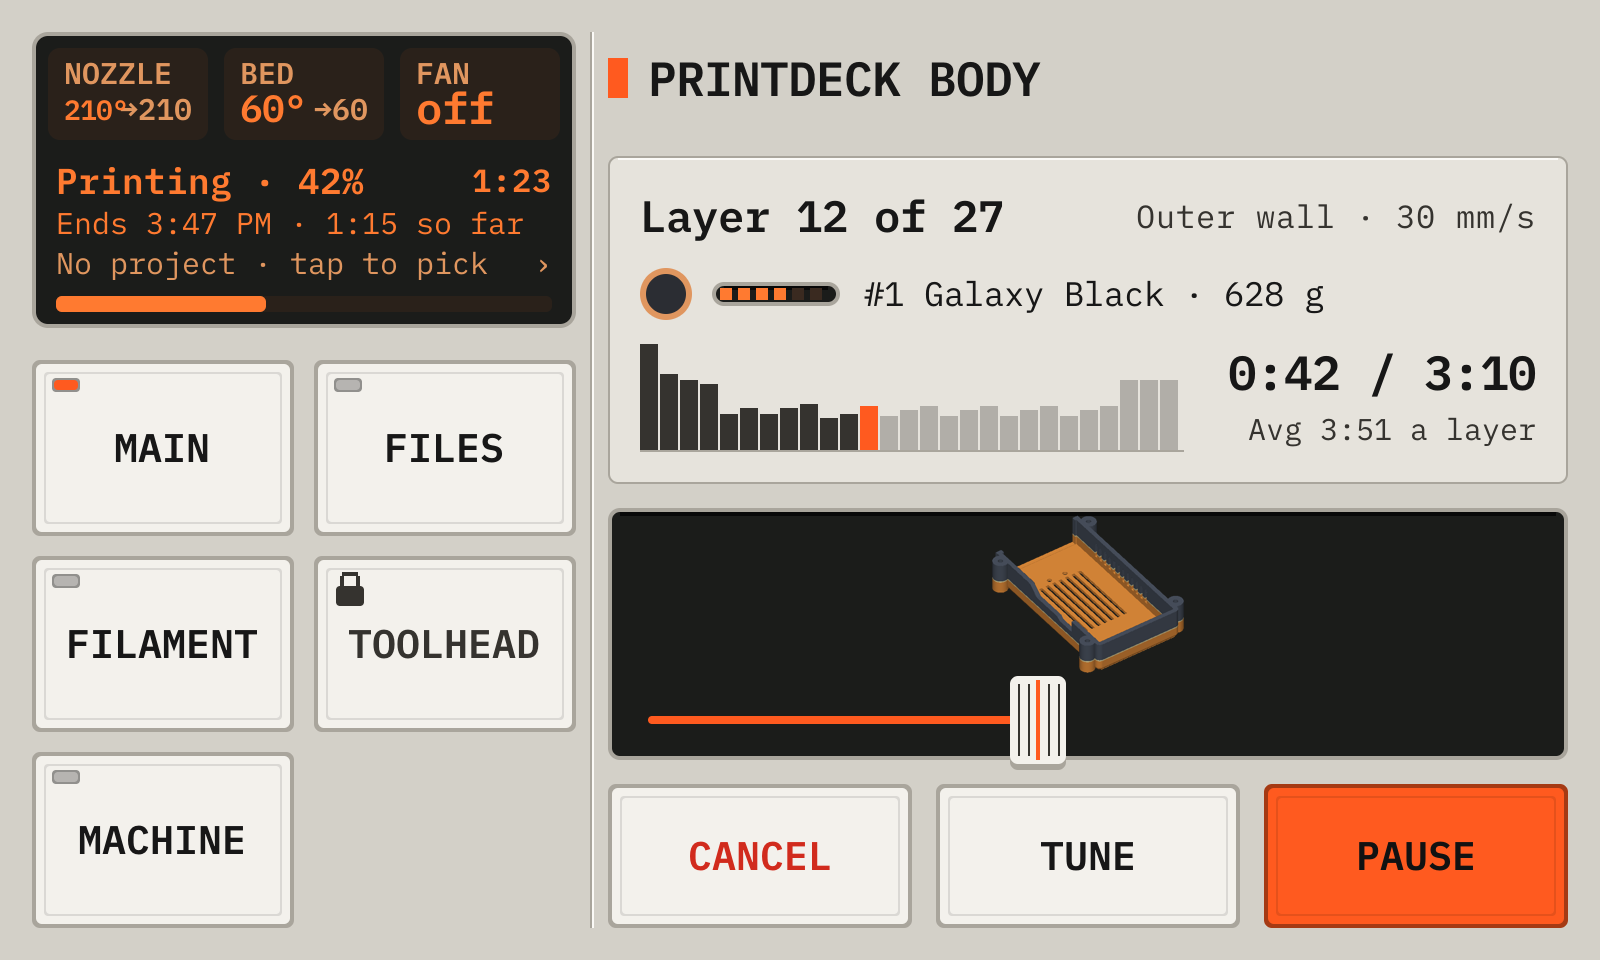 NOZZLE
210°→210
BED
60° →60
FAN
off
Printing · 42%
1:23
Ends 3:47 PM · 1:15 so far
No project · tap to pick ›
MAIN
FILES
FILAMENT
TOOLHEAD
MACHINE
PRINTDECK BODY
Layer 12 of 27
Outer wall · 30 mm/s
#1 Galaxy Black · 628 g
0:42 / 3:10
Avg 3:51 a layer
CANCEL
TUNE
PAUSE